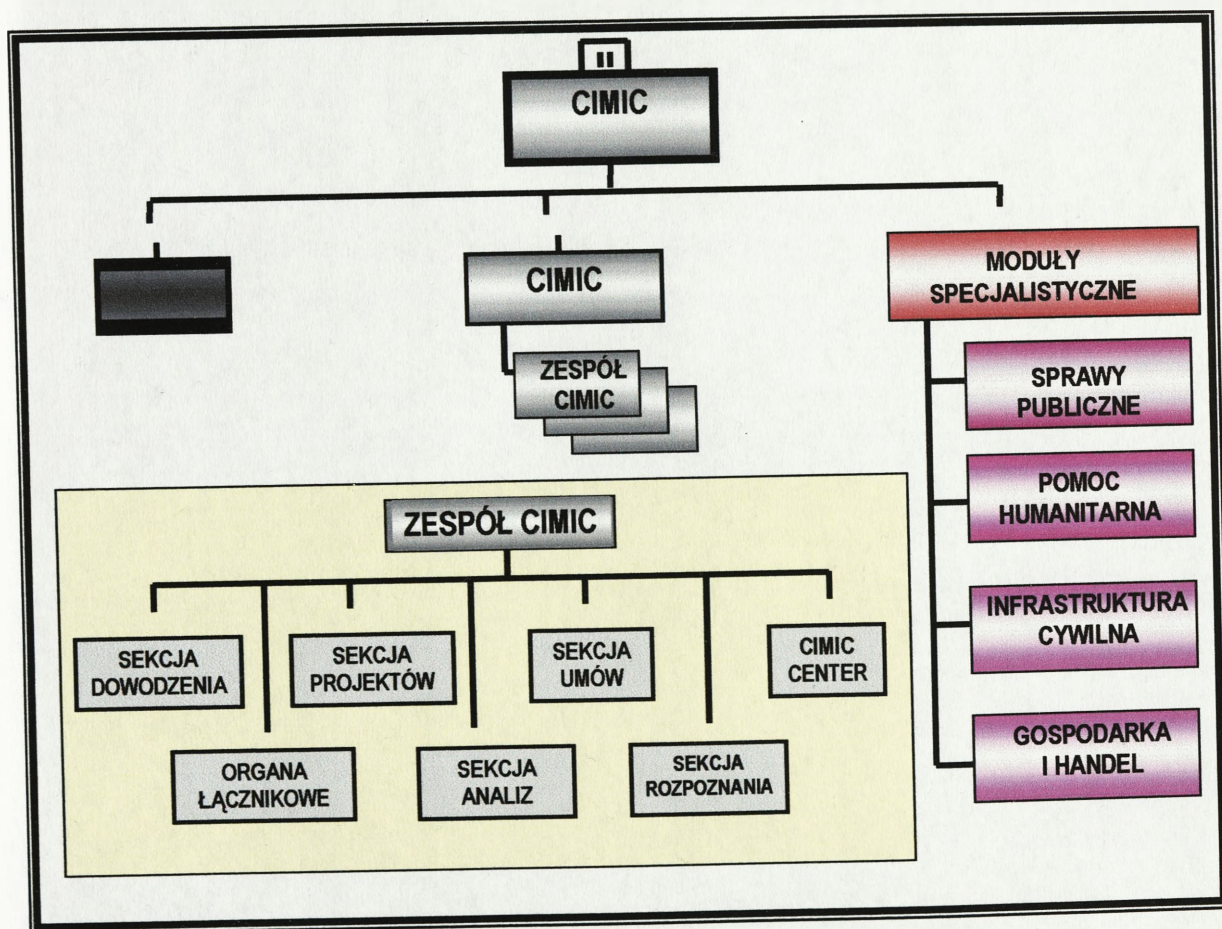 II
CIMIC
CIMIC
ZESPÓŁ
CIMIC
MODUŁY
SPECJALISTYCZNE
SPRAWY
PUBLICZNE
POMOC
HUMANITARNA
INFRASTRUKTURA
CYWILNA
GOSPODARKA
I HANDEL
ZESPÓŁ CIMIC
SEKCJA
DOWODZENIA
SEKCJA
PROJEKTÓW
SEKCJA
UMÓW
CIMIC
CENTER
ORGANA
ŁĄCZNIKOWE
SEKCJA
ANALIZ
SEKCJA
ROZPOZNANIA